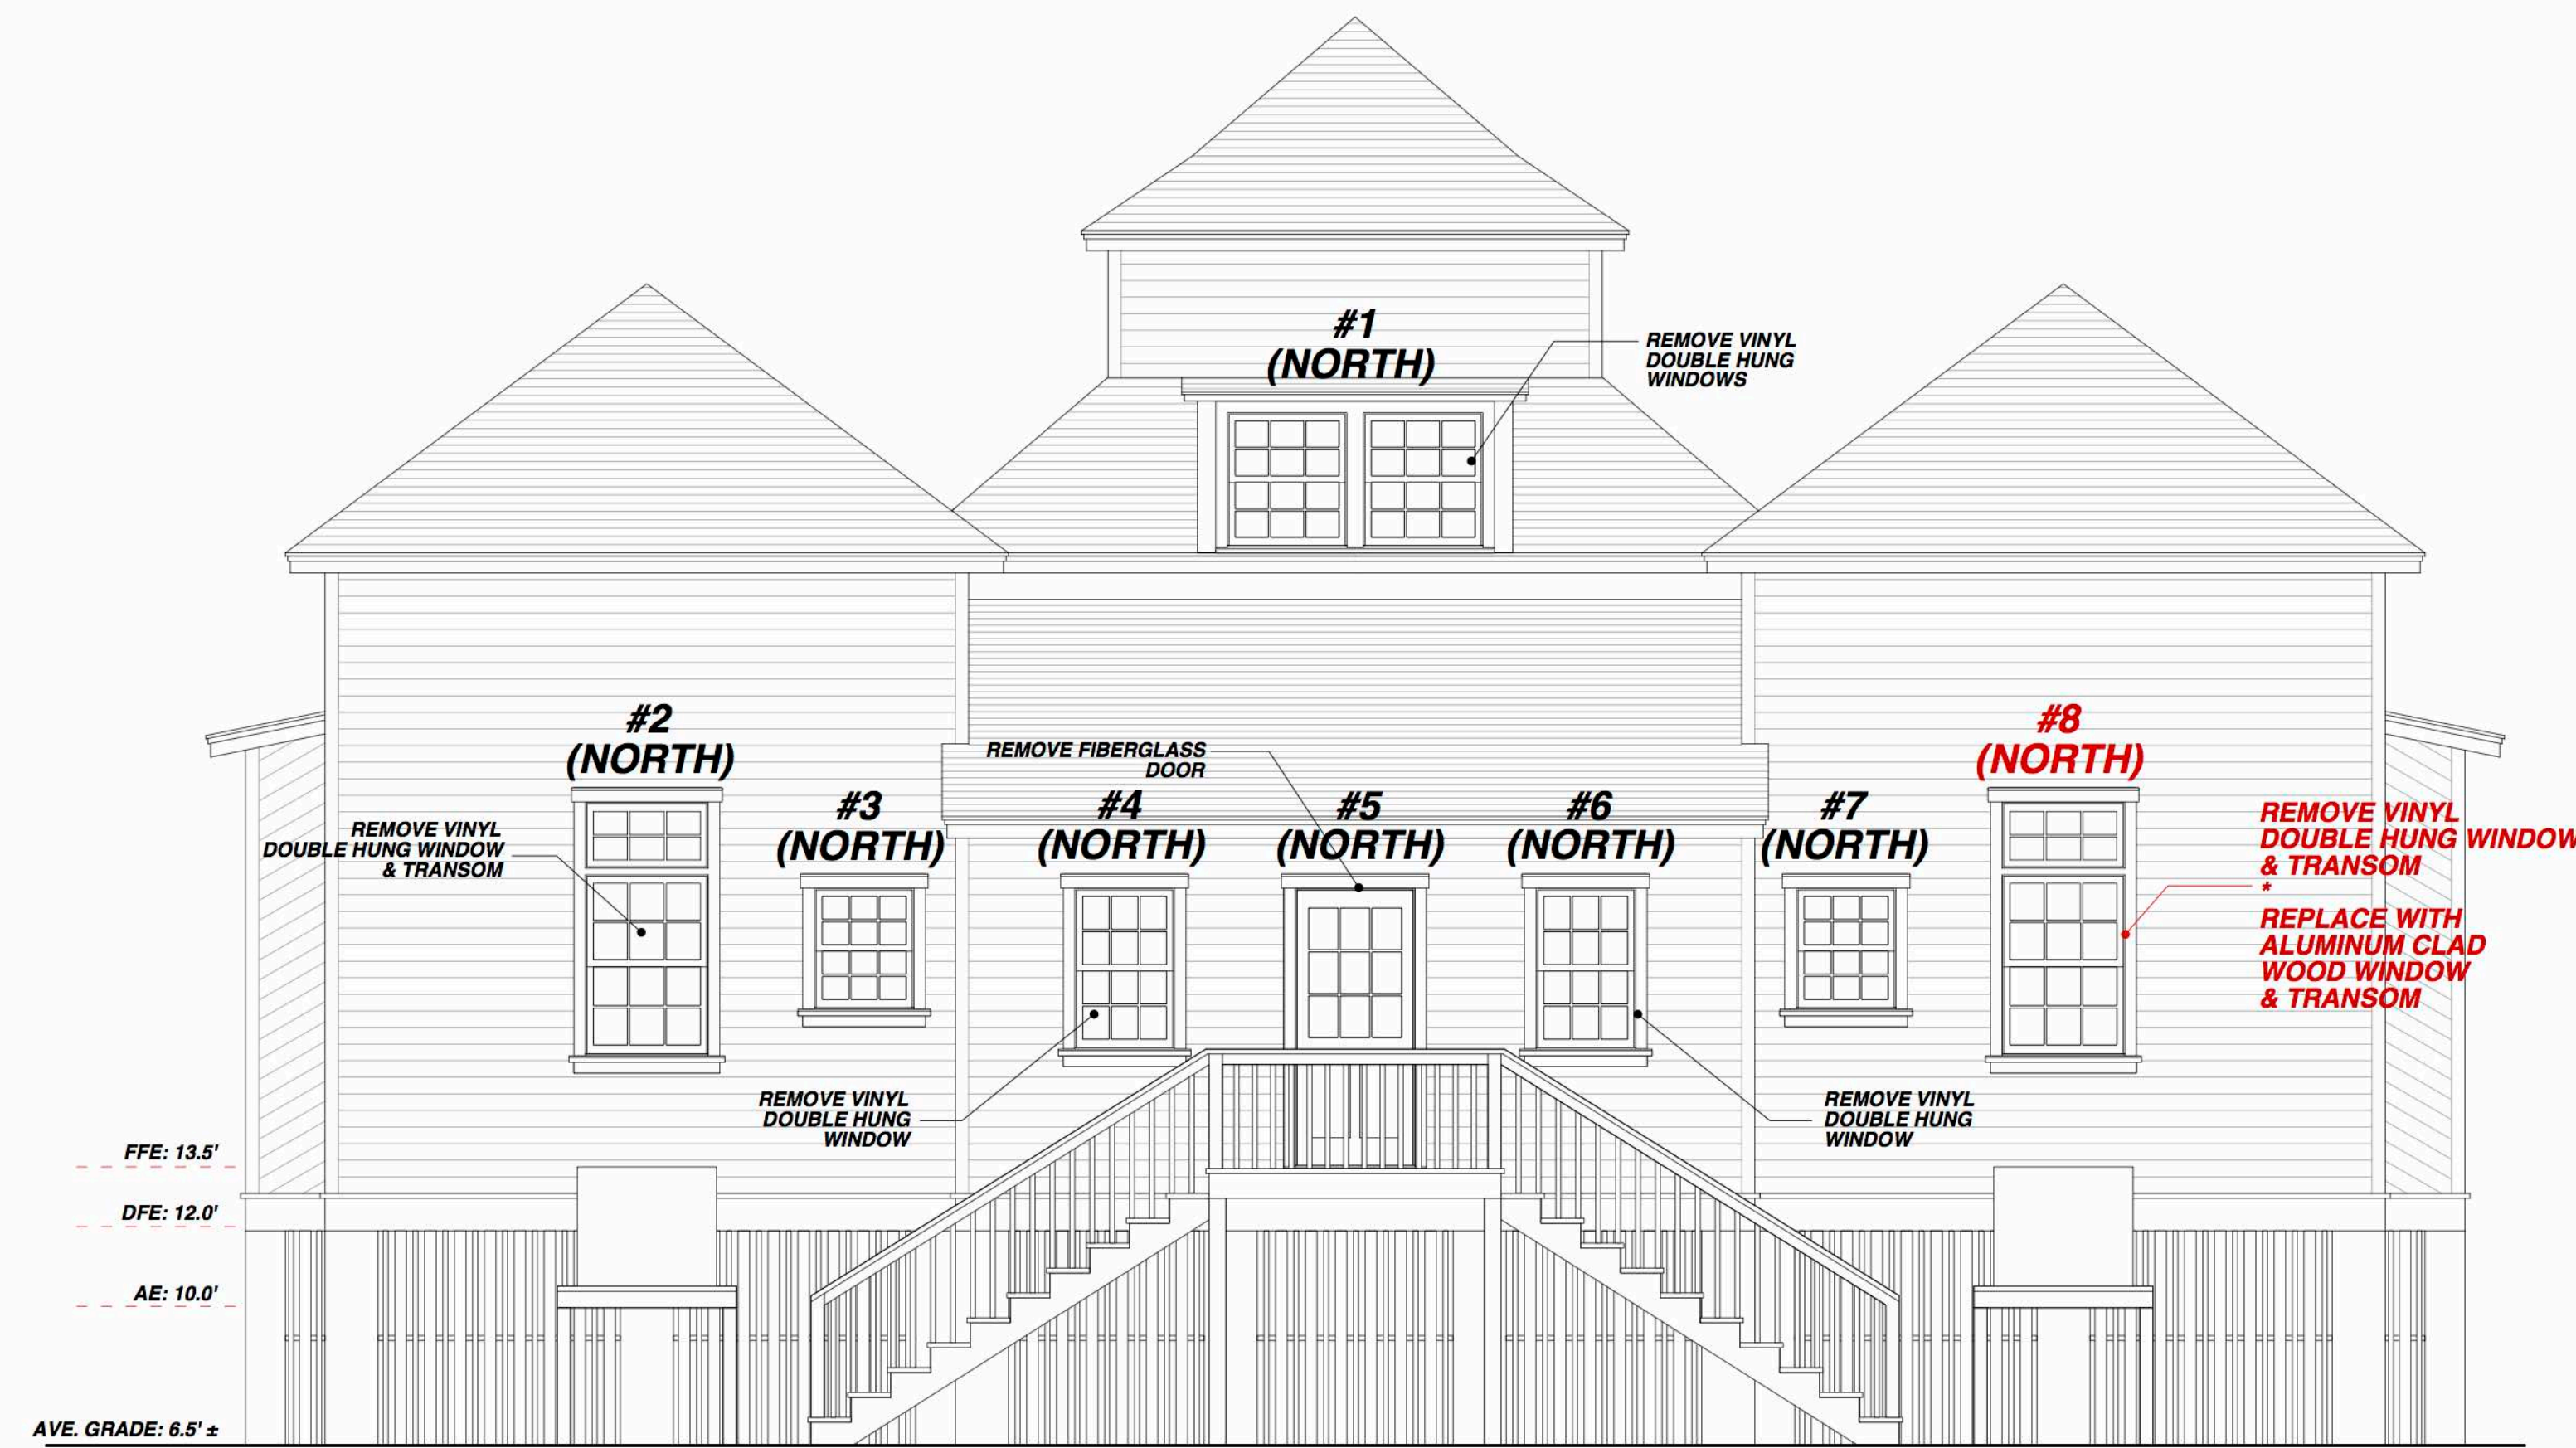 #1
(NORTH)
REMOVE VINYL
DOUBLE HUNG
WINDOWS
#2
(NORTH)
REMOVE VINYL
DOUBLE HUNG WINDOW
& TRANSOM
#3
(NORTH)
REMOVE FIBERGLASS
DOOR
#4
(NORTH)
#5
(NORTH)
#6
(NORTH)
#7
(NORTH)
#8
(NORTH)
REMOVE VINYL
DOUBLE HUNG WINDOW
& TRANSOM
*
REPLACE WITH
ALUMINUM CLAD
WOOD WINDOW
& TRANSOM
REMOVE VINYL
DOUBLE HUNG
WINDOW
REMOVE VINYL
DOUBLE HUNG
WINDOW
FFE: 13.5'
DFE: 12.0'
AE: 10.0'
AVE. GRADE: 6.5' ±